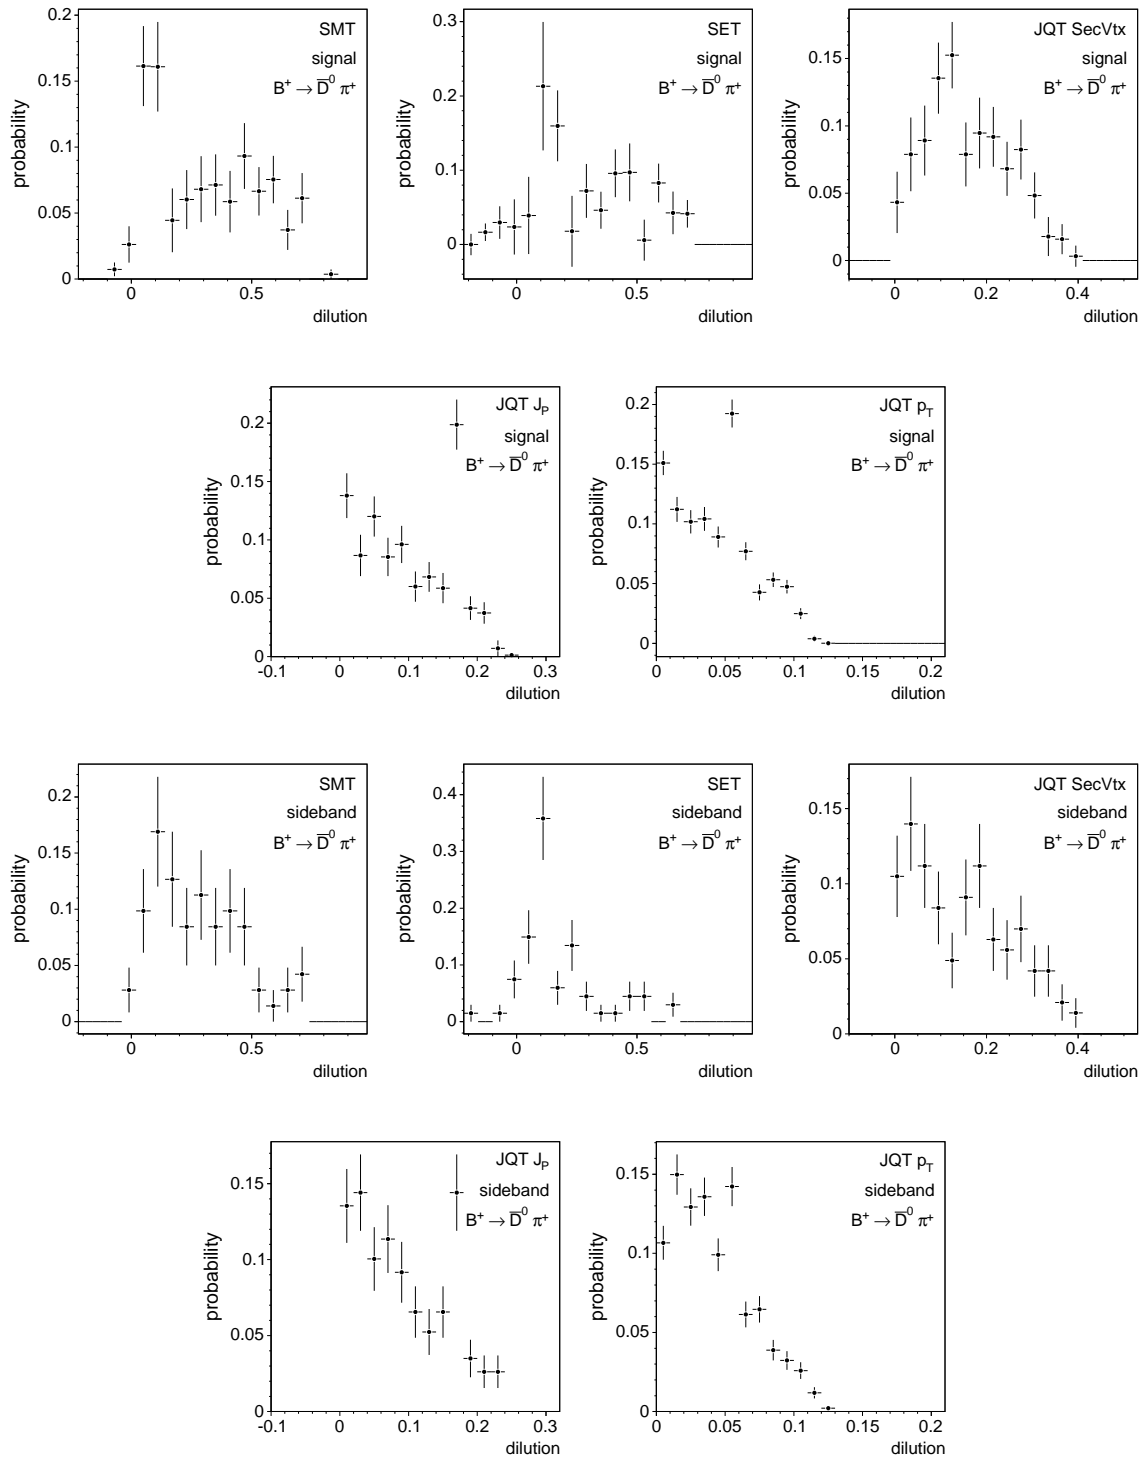 0.2
0.15
0.1
0.05
0
probability
SMT
signal
B⁺ → D̅⁰ π⁺
0 0.5
dilution
0.3
0.2
0.1
0
probability
SET
signal
B⁺ → D̅⁰ π⁺
0 0.5
dilution
0.15
0.1
0.05
0
probability
JQT SecVtx
signal
B⁺ → D̅⁰ π⁺
0 0.2 0.4
dilution
0.2
0.15
0.1
0.05
0
probability
JQT J_P
signal
B⁺ → D̅⁰ π⁺
-0.1 0 0.1 0.2 0.3
dilution
0.2
0.15
0.1
0.05
0
probability
JQT p_T
signal
B⁺ → D̅⁰ π⁺
0 0.05 0.1 0.15 0.2
dilution
0.2
0.15
0.1
0.05
0
probability
SMT
sideband
B⁺ → D̅⁰ π⁺
0 0.5
dilution
0.4
0.3
0.2
0.1
0
probability
SET
sideband
B⁺ → D̅⁰ π⁺
0 0.5
dilution
0.15
0.1
0.05
0
probability
JQT SecVtx
sideband
B⁺ → D̅⁰ π⁺
0 0.2 0.4
dilution
0.15
0.1
0.05
0
probability
JQT J_P
sideband
B⁺ → D̅⁰ π⁺
-0.1 0 0.1 0.2 0.3
dilution
0.15
0.1
0.05
0
probability
JQT p_T
sideband
B⁺ → D̅⁰ π⁺
0 0.05 0.1 0.15 0.2
dilution